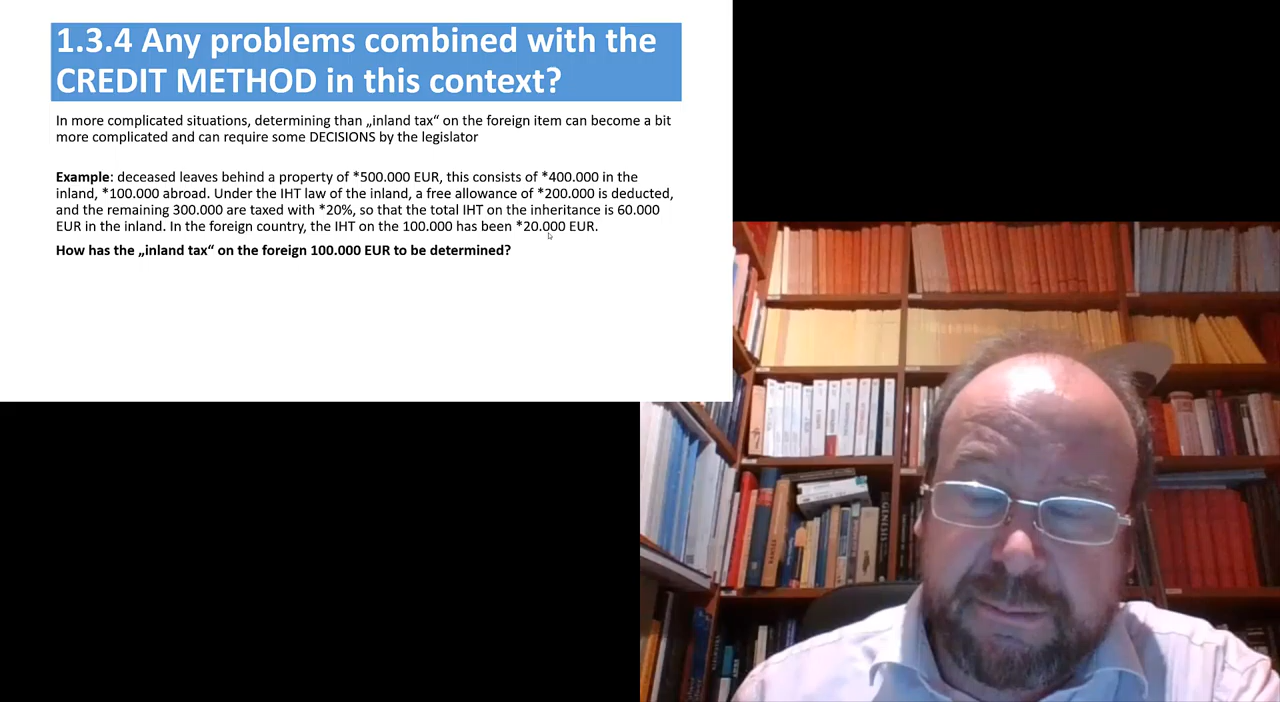 1.3.4 Any problems combined with the
CREDIT METHOD in this context?
In more complicated situations, determining than „inland tax“ on the foreign item can become a bit
more complicated and can require some DECISIONS by the legislator
Example: deceased leaves behind a property of *500.000 EUR, this consists of *400.000 in the
inland, *100.000 abroad. Under the IHT law of the inland, a free allowance of *200.000 is deducted,
and the remaining 300.000 are taxed with *20%, so that the total IHT on the inheritance is 60.000
EUR in the inland. In the foreign country, the IHT on the 100.000 has been *20.000 EUR.
How has the „inland tax“ on the foreign 100.000 EUR to be determined?
GENESIS